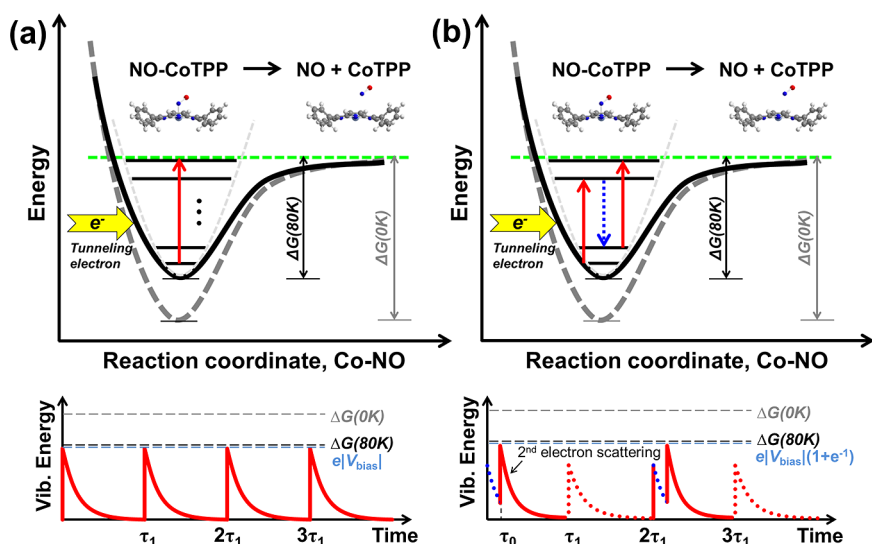 (a)
NO-CoTPP → NO + CoTPP
Energy
e-
Tunneling
electron
ΔG(80K)
ΔG(0K)
Reaction coordinate, Co-NO
Vib. Energy
ΔG(0K)
ΔG(80K)
e|Vbias|
τ1 2τ1 3τ1 Time
(b)
NO-CoTPP → NO + CoTPP
Energy
e-
Tunneling
electron
ΔG(80K)
ΔG(0K)
Reaction coordinate, Co-NO
Vib. Energy
ΔG(0K)
ΔG(80K)
2nd electron scattering
e|Vbias|(1+e-1)
τ0 τ1 2τ1 3τ1 Time